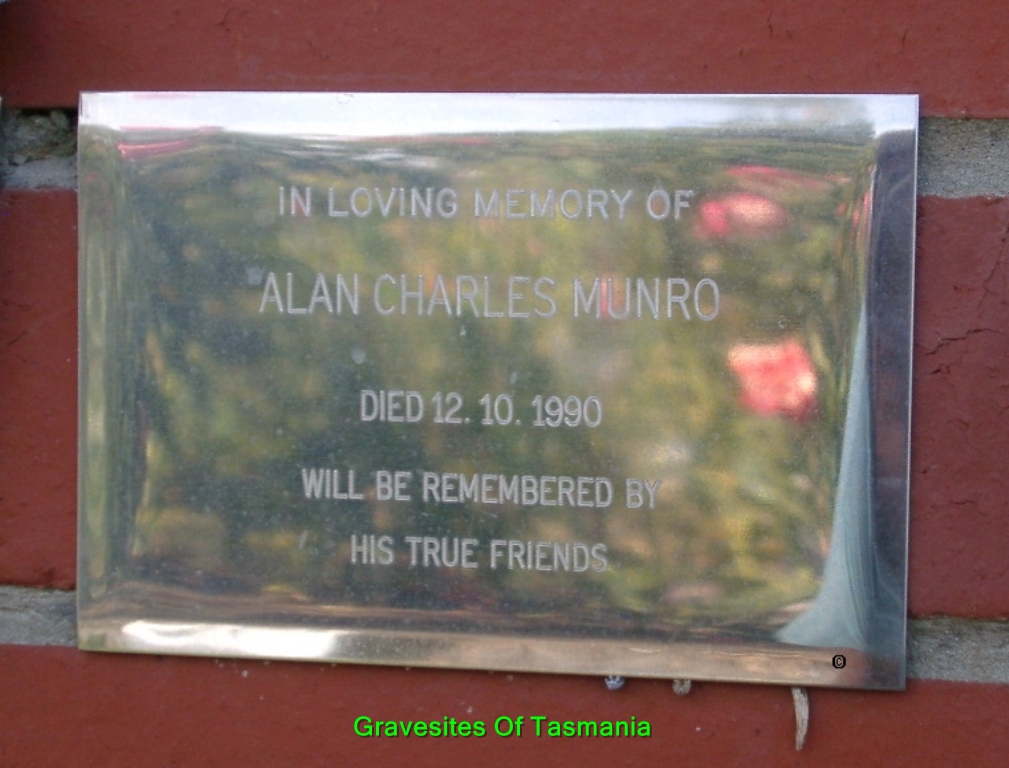 IN LOVING MEMORY OF
ALAN CHARLES MUNRO
DIED 12. 10. 1990
WILL BE REMEMBERED BY
HIS TRUE FRIENDS
©
Gravesites Of Tasmania